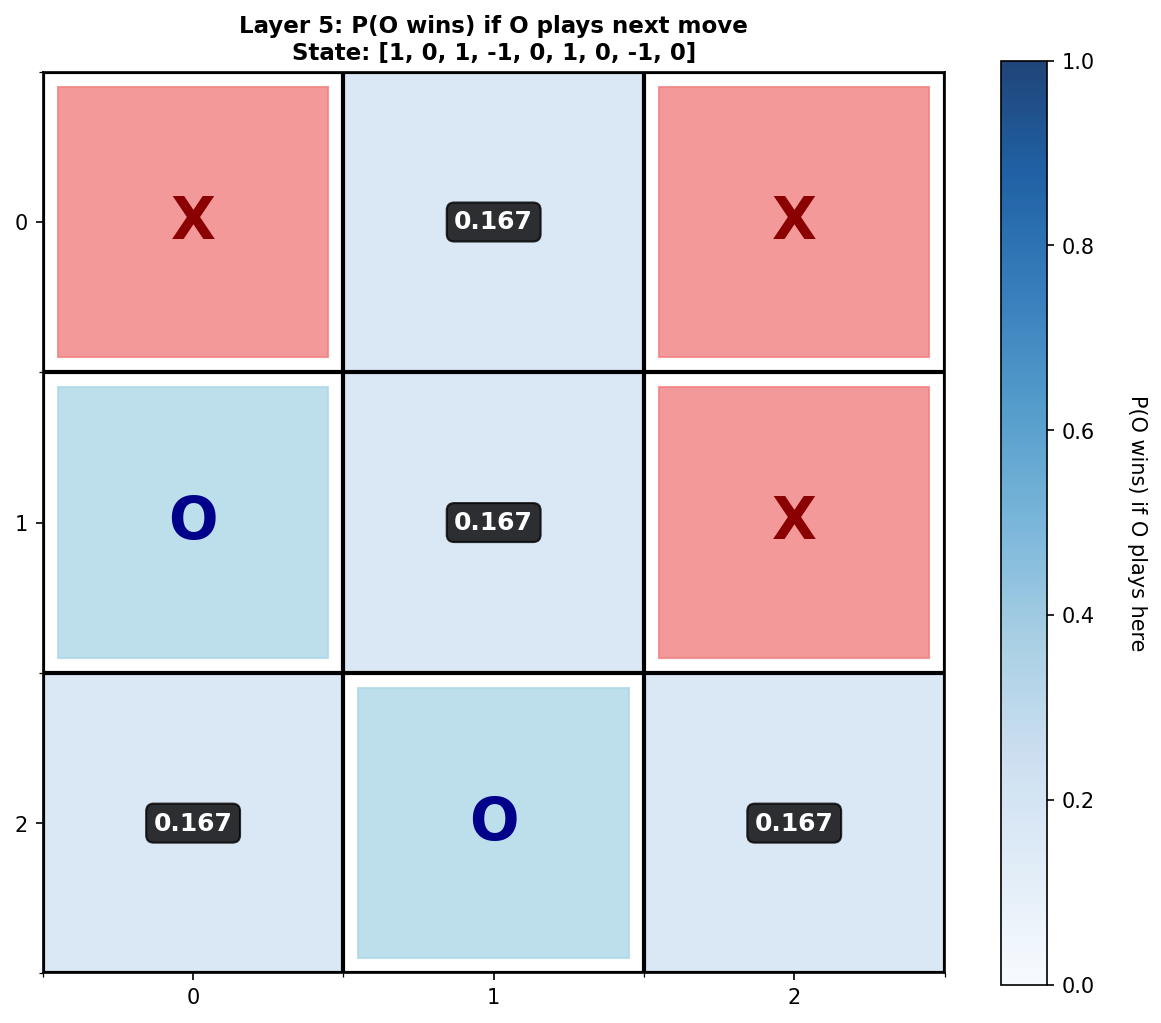 Layer 5: P(O wins) if O plays next move
State: [1, 0, 1, -1, 0, 1, 0, -1, 0]
X
0.167
X
O
0.167
X
0.167
O
0.167
0
1
2
0
1
2
1.0
0.8
0.6
0.4
0.2
0.0
P(O wins) if O plays here